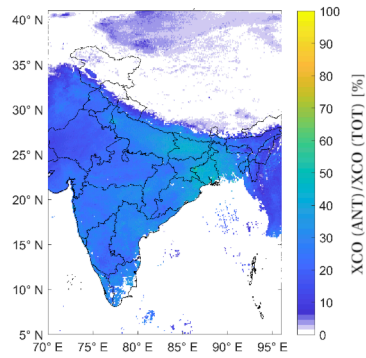 40° N
35° N
30° N
25° N
20° N
15° N
10° N
5° N
70° E 75° E 80° E 85° E 90° E 95° E
100
90
80
70
60
50
40
30
20
10
0
XCO (ANT)/XCO (TOT) [%]